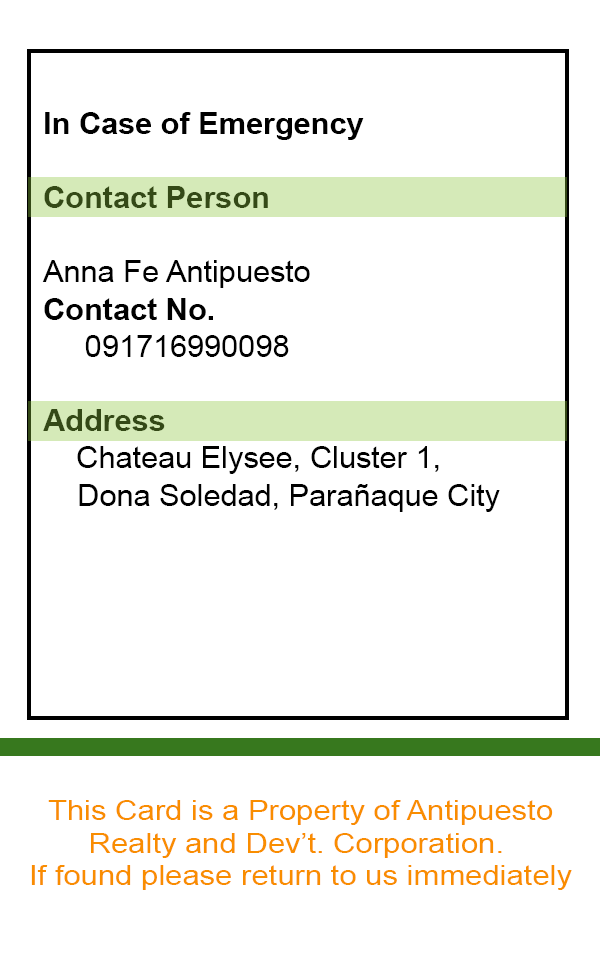 In Case of Emergency
Contact Person
Anna Fe Antipuesto
Contact No.
091716990098
Address
Chateau Elysee, Cluster 1,
Dona Soledad, Parañaque City
This Card is a Property of Antipuesto
Realty and Dev’t. Corporation.
If found please return to us immediately